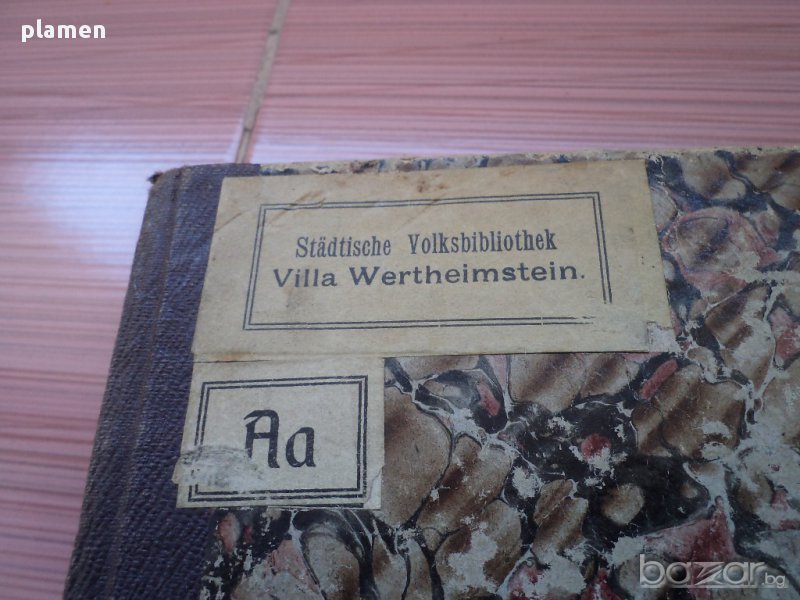 plamen
Städtische Volksbibliothek
Villa Wertheimstein.
Aa
bazar.bg